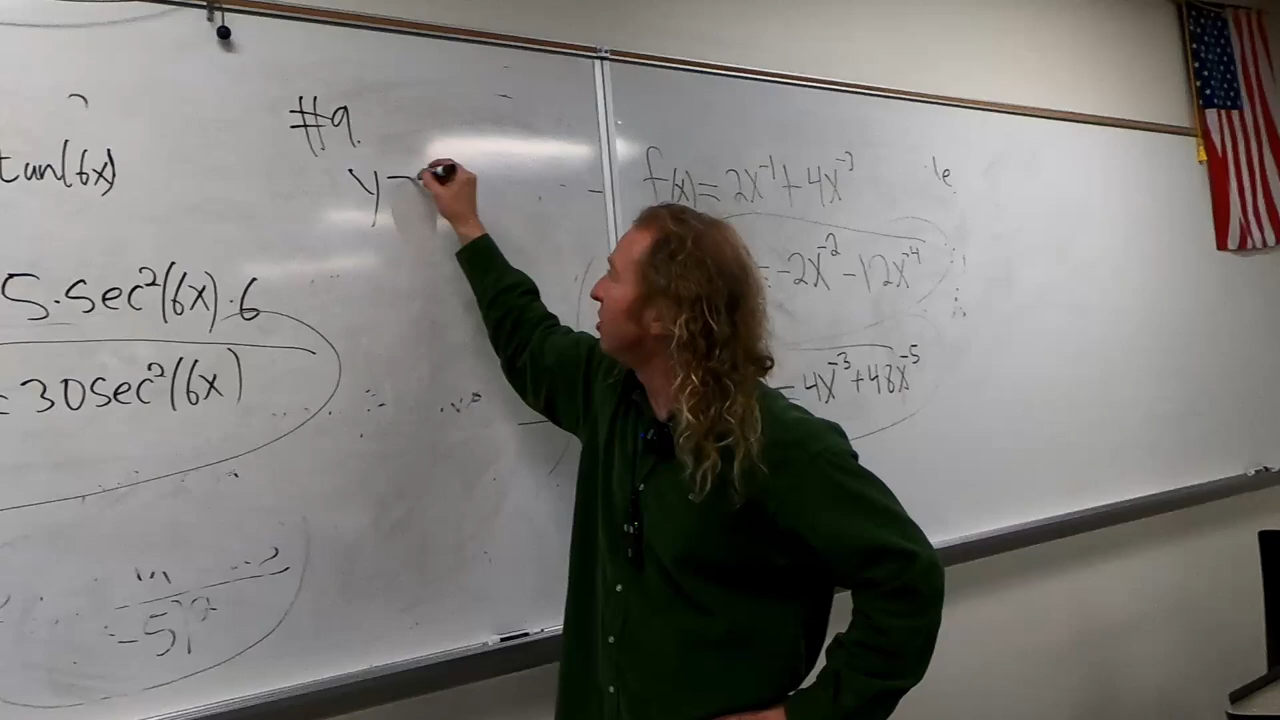 tan(6x)
5·sec²(6x)·6
= 30sec²(6x)
#9.
y
f(x) = 2x⁻¹ + 4x⁻³
= -2x⁻² - 12x⁻⁴
= 4x⁻³ + 48x⁻⁵